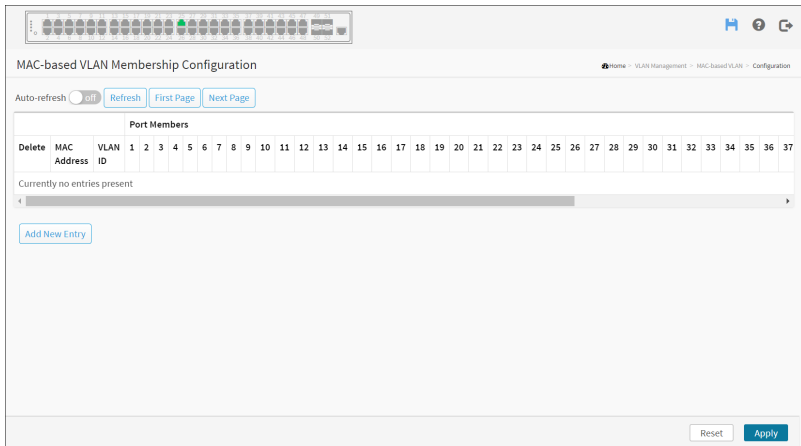 MAC-based VLAN Membership Configuration
Home > VLAN Management > MAC-based VLAN > Configuration
Auto-refresh off Refresh First Page Next Page
Port Members
Delete MAC Address VLAN ID 1 2 3 4 5 6 7 8 9 10 11 12 13 14 15 16 17 18 19 20 21 22 23 24 25 26 27 28 29 30 31 32 33 34 35 36 37
Currently no entries present
Add New Entry
Reset Apply